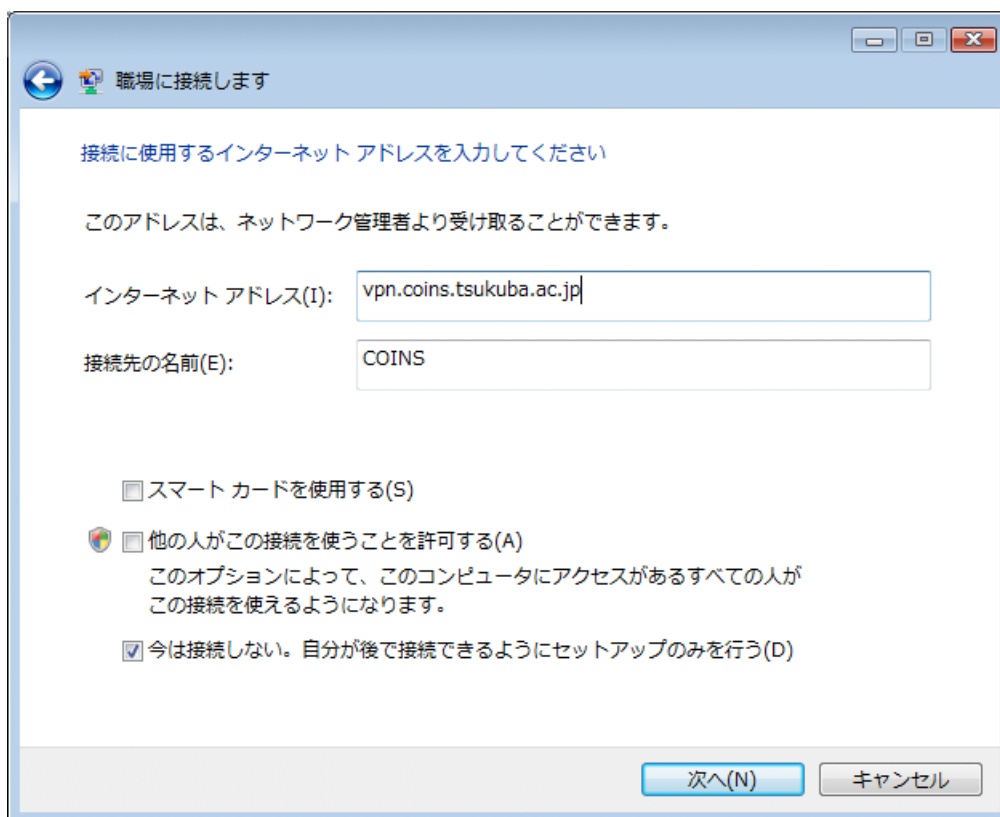 職場に接続します
接続に使用するインターネット アドレスを入力してください
このアドレスは、ネットワーク管理者より受け取ることができます。
インターネット アドレス(I): vpn.coins.tsukuba.ac.jp
接続先の名前(E): COINS
スマート カードを使用する(S)
他の人がこの接続を使うことを許可する(A)
このオプションによって、このコンピュータにアクセスがあるすべての人が
この接続を使えるようになります。
今は接続しない。自分が後で接続できるようにセットアップのみを行う(D)
次へ(N) キャンセル